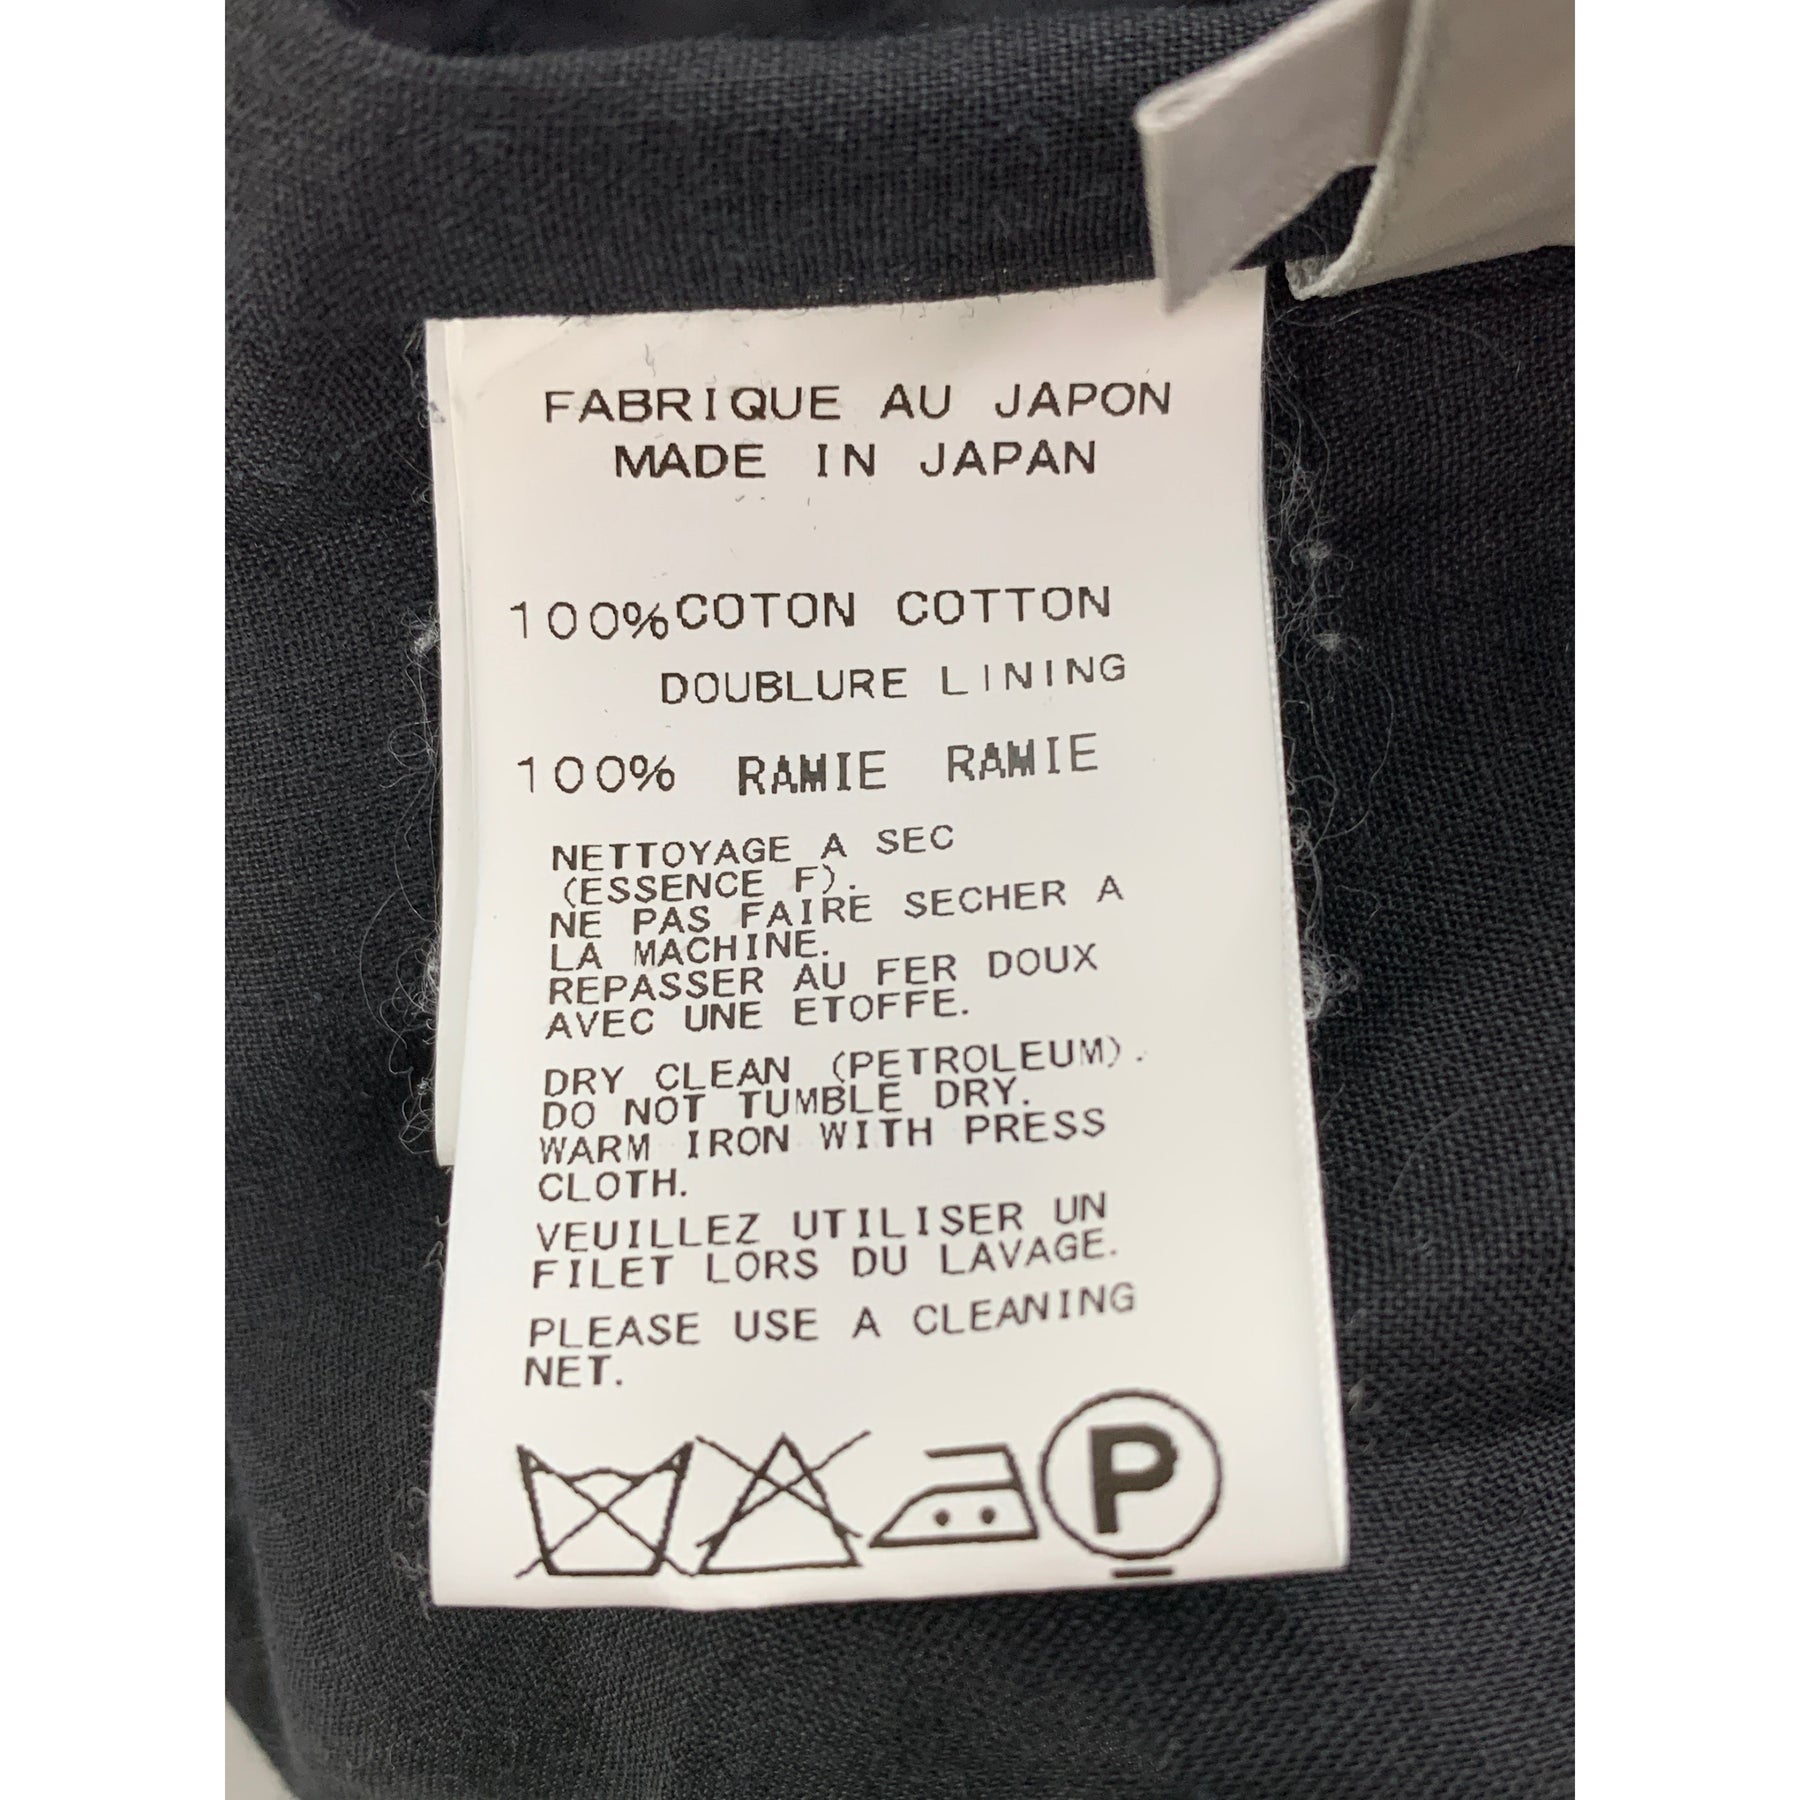 FABRIQUE AU JAPON
MADE IN JAPAN
100% COTON COTTON
DOUBLURE LINING
100% RAMIE RAMIE
NETTOYAGE A SEC
(ESSENCE F).
NE PAS FAIRE SECHER A
LA MACHINE.
REPASSER AU FER DOUX
AVEC UNE ETOFFE.
DRY CLEAN (PETROLEUM).
DO NOT TUMBLE DRY.
WARM IRON WITH PRESS
CLOTH.
VEUILLEZ UTILISER UN
FILET LORS DU LAVAGE.
PLEASE USE A CLEANING
NET.
P